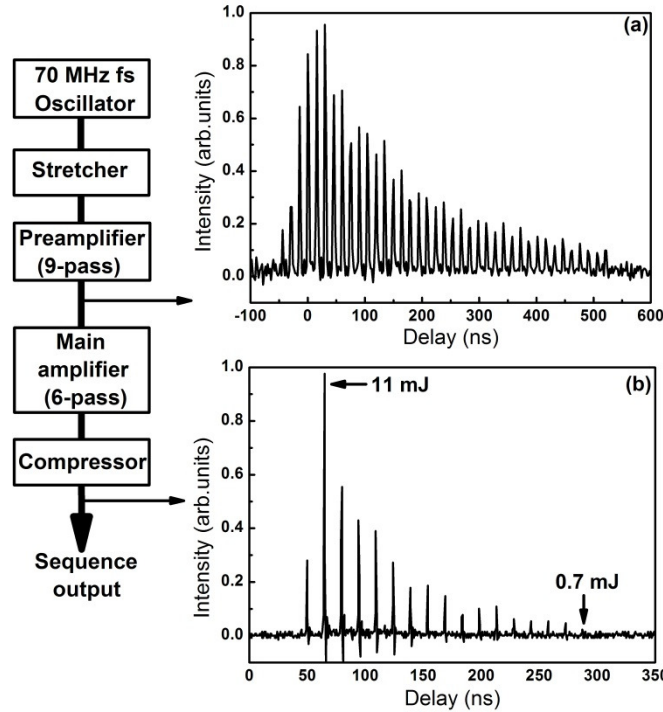 70 MHz fs
Oscillator
Stretcher
Preamplifier
(9-pass)
Main
amplifier
(6-pass)
Compressor
Sequence
output
(a)
Intensity (arb.units)
1.0
0.8
0.6
0.4
0.2
0.0
-100 0 100 200 300 400 500 600
Delay (ns)
(b)
11 mJ
0.7 mJ
Intensity (arb.units)
1.0
0.8
0.6
0.4
0.2
0.0
0 50 100 150 200 250 300 350
Delay (ns)